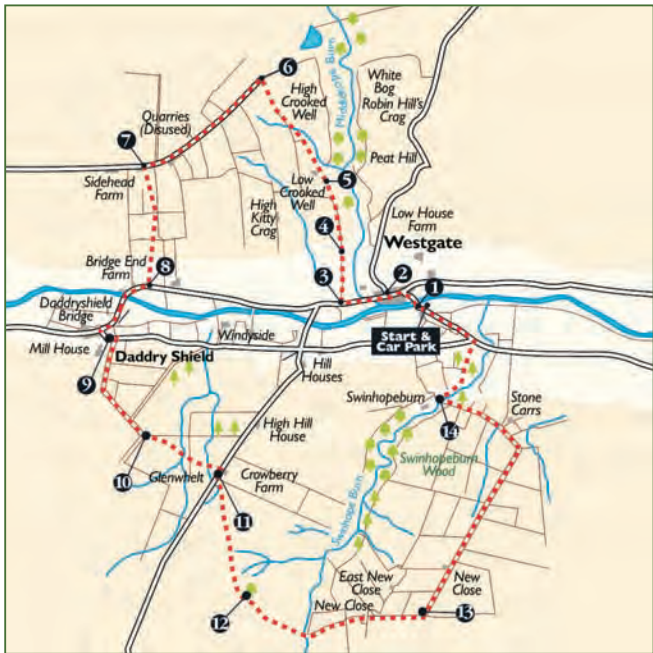 6
White
Bog
Robin Hill's
Crag
High
Crooked
Well
Middlehope Burn
Quarries
(Disused)
7
Peat Hill
Sidehead
Farm
Low
Crooked
Well
5
High
Kitty
Crag
Low House
Farm
4
Westgate
Bridge End
Farm
8
3
2
1
Daddryshield
Bridge
Windyside
Start &
Car Park
Mill House
Daddry Shield
9
Hill
Houses
Swinhopeburn
Stone
Carrs
14
High Hill
House
Swinhopeburn
Wood
10
Glenwhelt
Crowberry
Farm
11
Swinhope Burn
East New
Close
New
Close
12
New Close
13